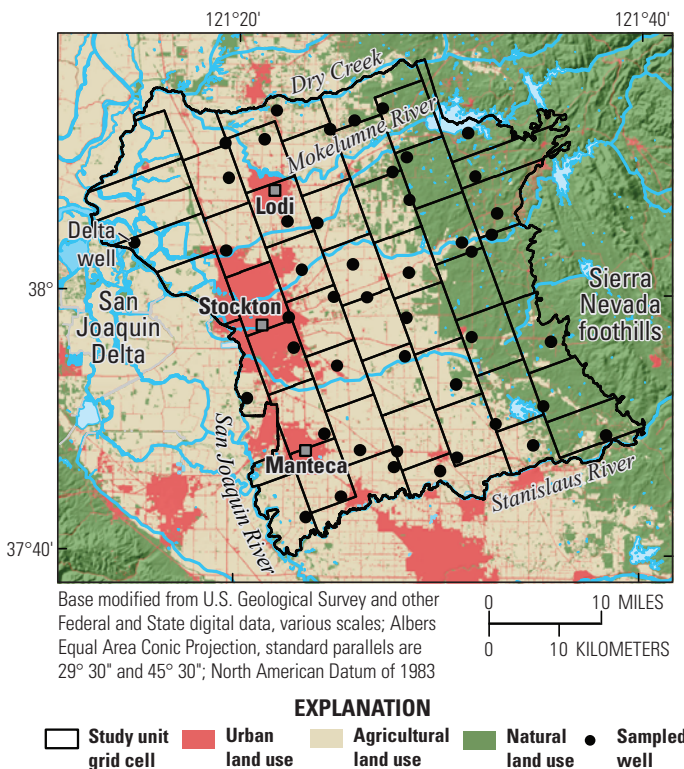 121°20'
121°40'
Dry Creek
Mokelumne River
Lodi
Delta
well
38°
San
Joaquin
Delta
Stockton
Sierra
Nevada
foothills
San Joaquin River
Manteca
Stanislaus River
37°40'
Base modified from U.S. Geological Survey and other
Federal and State digital data, various scales; Albers
Equal Area Conic Projection, standard parallels are
29° 30" and 45° 30"; North American Datum of 1983
0 10 MILES
0 10 KILOMETERS
EXPLANATION
Study unit
grid cell
Urban
land use
Agricultural
land use
Natural
land use
Sampled
well